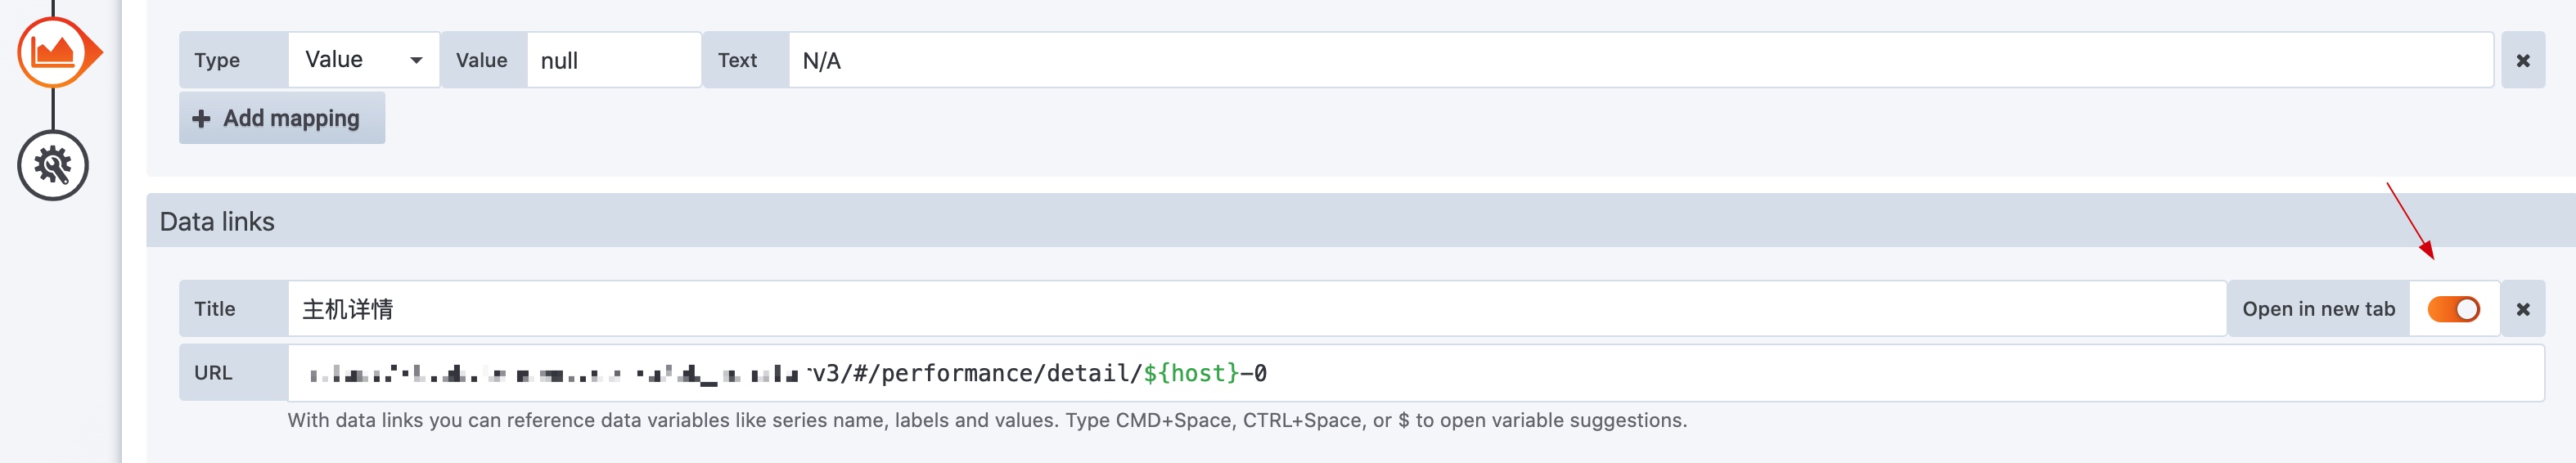 Type Value Value null Text N/A
Add mapping
Data links
Title 主机详情 Open in new tab
URL v3/#/performance/detail/${host}-0
With data links you can reference data variables like series name, labels and values. Type CMD+Space, CTRL+Space, or $ to open variable suggestions.